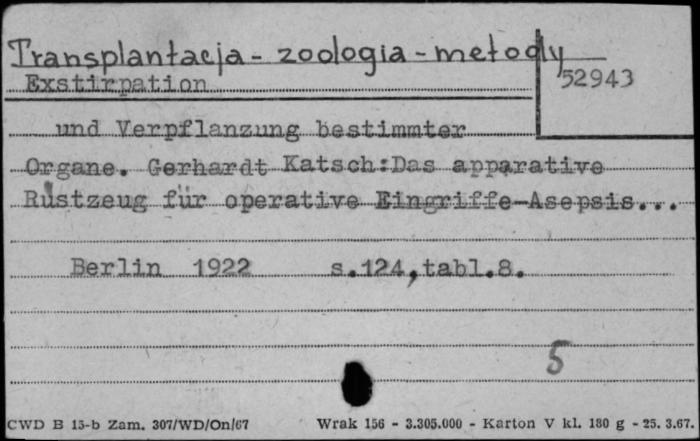 Transplantacja - zoologia - metody
Exstirpation
52943
und Verpflanzung bestimmter
Organe. Gerhardt Katsch:Das apparative
Rüstzeug für operative Eingriffe-Asepsis...
Berlin 1922 s.124,tabl.8.
5
CWD B 15-b Zam. 307/WD/On/67 Wrak 156 - 3.305.000 - Karton V kl. 180 g - 25. 3.67.